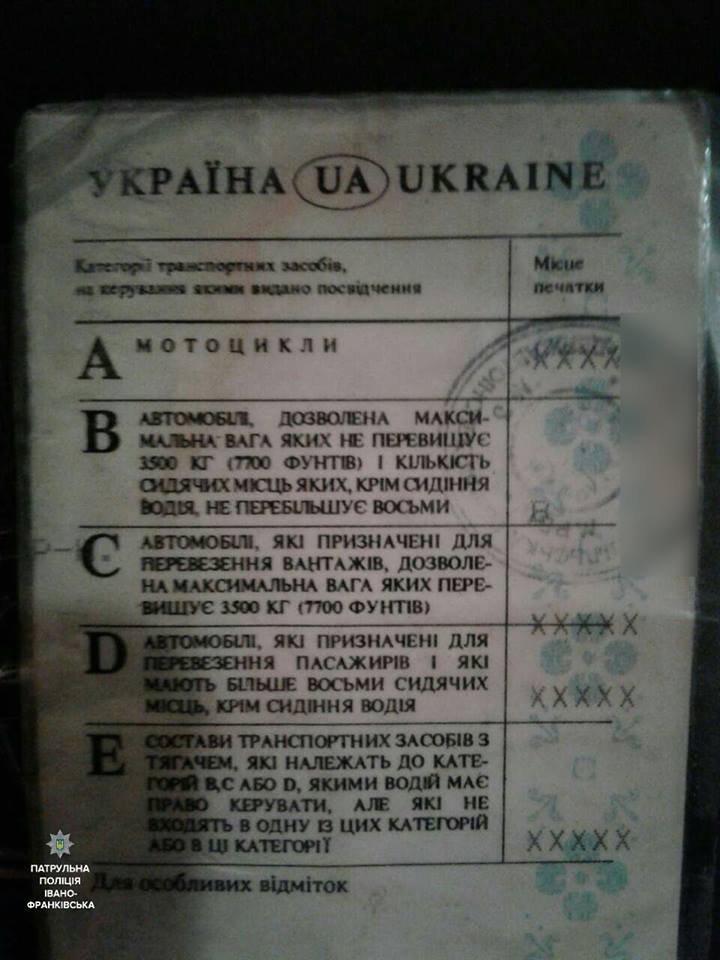 УКРАЇНА UA UKRAINE
Категорії транспортних засобів,
на керування якими видано посвідчення
Місце
печатки
А МОТОЦИКЛИ
XXXX
В АВТОМОБІЛІ, ДОЗВОЛЕНА МАКСИ-
МАЛЬНА ВАГА ЯКИХ НЕ ПЕРЕВИЩУЄ
3500 КГ (7700 ФУНТІВ) І КІЛЬКІСТЬ
СИДЯЧИХ МІСЦЬ ЯКИХ, КРІМ СИДІННЯ
ВОДІЯ, НЕ ПЕРЕБІЛЬШУЄ ВОСЬМИ
В
С АВТОМОБІЛІ, ЯКІ ПРИЗНАЧЕНІ ДЛЯ
ПЕРЕВЕЗЕННЯ ВАНТАЖІВ, ДОЗВОЛЕ-
НА МАКСИМАЛЬНА ВАГА ЯКИХ ПЕРЕ-
ВИЩУЄ 3500 КГ (7700 ФУНТІВ)
XXXXX
D АВТОМОБІЛІ, ЯКІ ПРИЗНАЧЕНІ ДЛЯ
ПЕРЕВЕЗЕННЯ ПАСАЖИРІВ І ЯКІ
МАЮТЬ БІЛЬШЕ ВОСЬМИ СИДЯЧИХ
МІСЦЬ, КРІМ СИДІННЯ ВОДІЯ
XXXXX
Е СОСТАВИ ТРАНСПОРТНИХ ЗАСОБІВ З
ТЯГАЧЕМ, ЯКІ НАЛЕЖАТЬ ДО КАТЕ-
ГОРІЙ В,С АБО D, ЯКИМИ ВОДІЙ МАЄ
ПРАВО КЕРУВАТИ, АЛЕ ЯКІ НЕ
ВХОДЯТЬ В ОДНУ ІЗ ЦИХ КАТЕГОРІЙ
АБО В ЦІ КАТЕГОРІЇ
XXXXX
Для особливих відміток
ПАТРУЛЬНА
ПОЛІЦІЯ
ІВАНО-
ФРАНКІВСЬКА